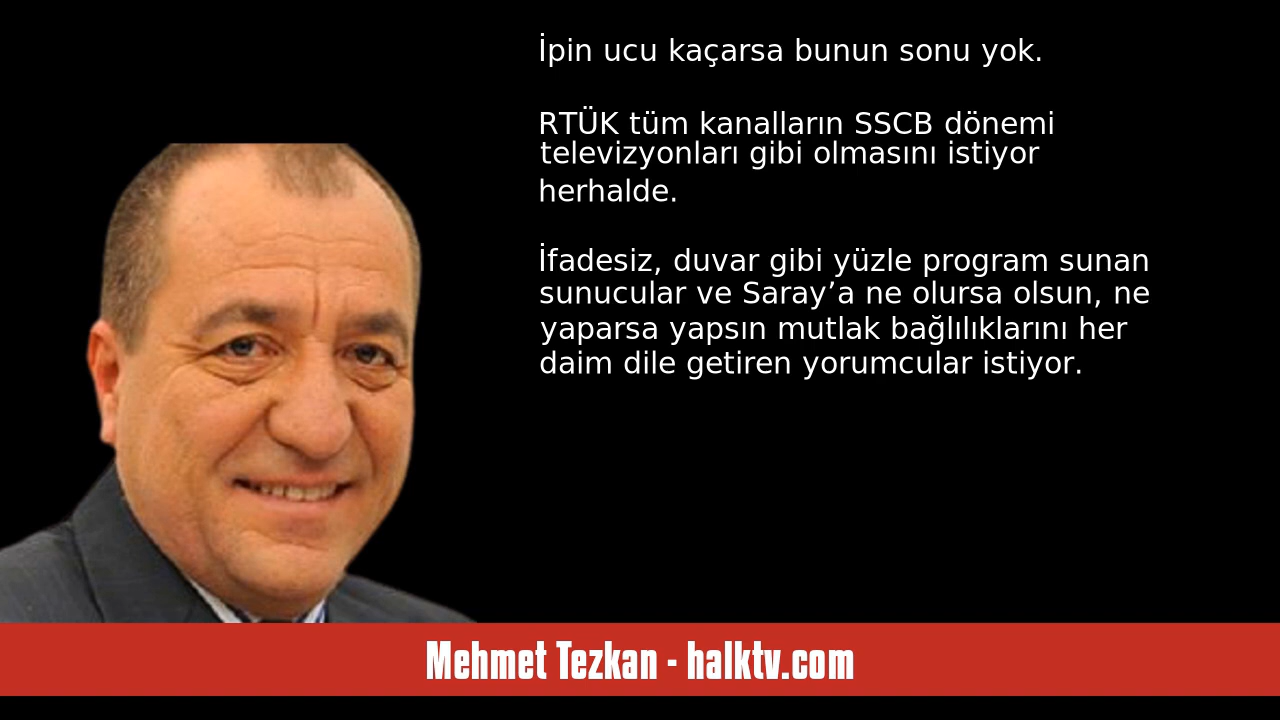 İpin ucu kaçarsa bunun sonu yok.
RTÜK tüm kanalların SSCB dönemi
televizyonları gibi olmasını istiyor
herhalde.
İfadesiz, duvar gibi yüzle program sunan
sunucular ve Saray’a ne olursa olsun, ne
yaparsa yapsın mutlak bağlılıklarını her
daim dile getiren yorumcular istiyor.
Mehmet Tezkan - halktv.com